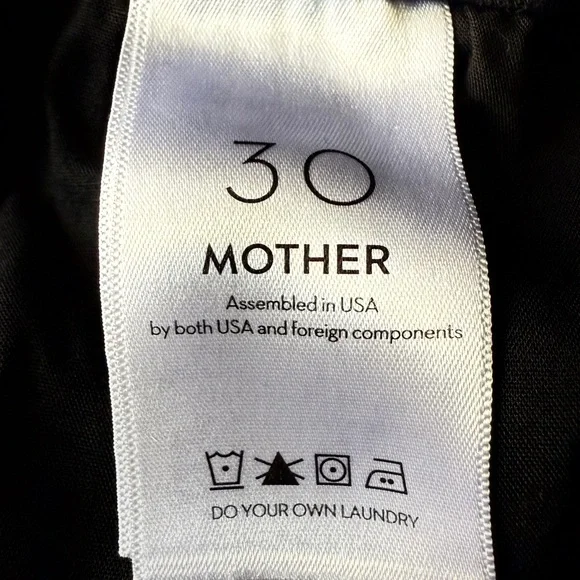 30
MOTHER
Assembled in USA
by both USA and foreign components
DO YOUR OWN LAUNDRY